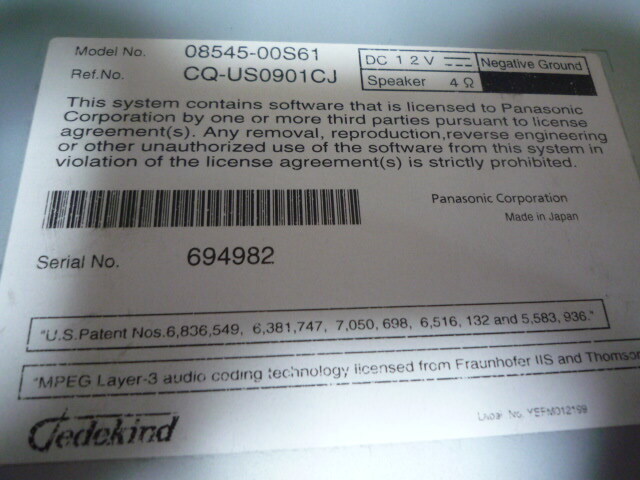 Model No. 08545-00S61
Ref.No. CQ-US0901CJ
DC 12V Negative Ground
Speaker 4Ω
This system contains software that is licensed to Panasonic
Corporation by one or more third parties pursuant to license
agreement(s). Any removal, reproduction,reverse engineering
or other unauthorized use of the software from this system in
violation of the license agreement(s) is strictly prohibited.
Panasonic Corporation
Made in Japan
Serial No. 694982
"U.S.Patent Nos.6,836,549, 6,381,747, 7,050,698, 6,516,132 and 5,583,936."
"MPEG Layer-3 audio coding technology licensed from Fraunhofer IIS and Thomson
Gedekind
No.